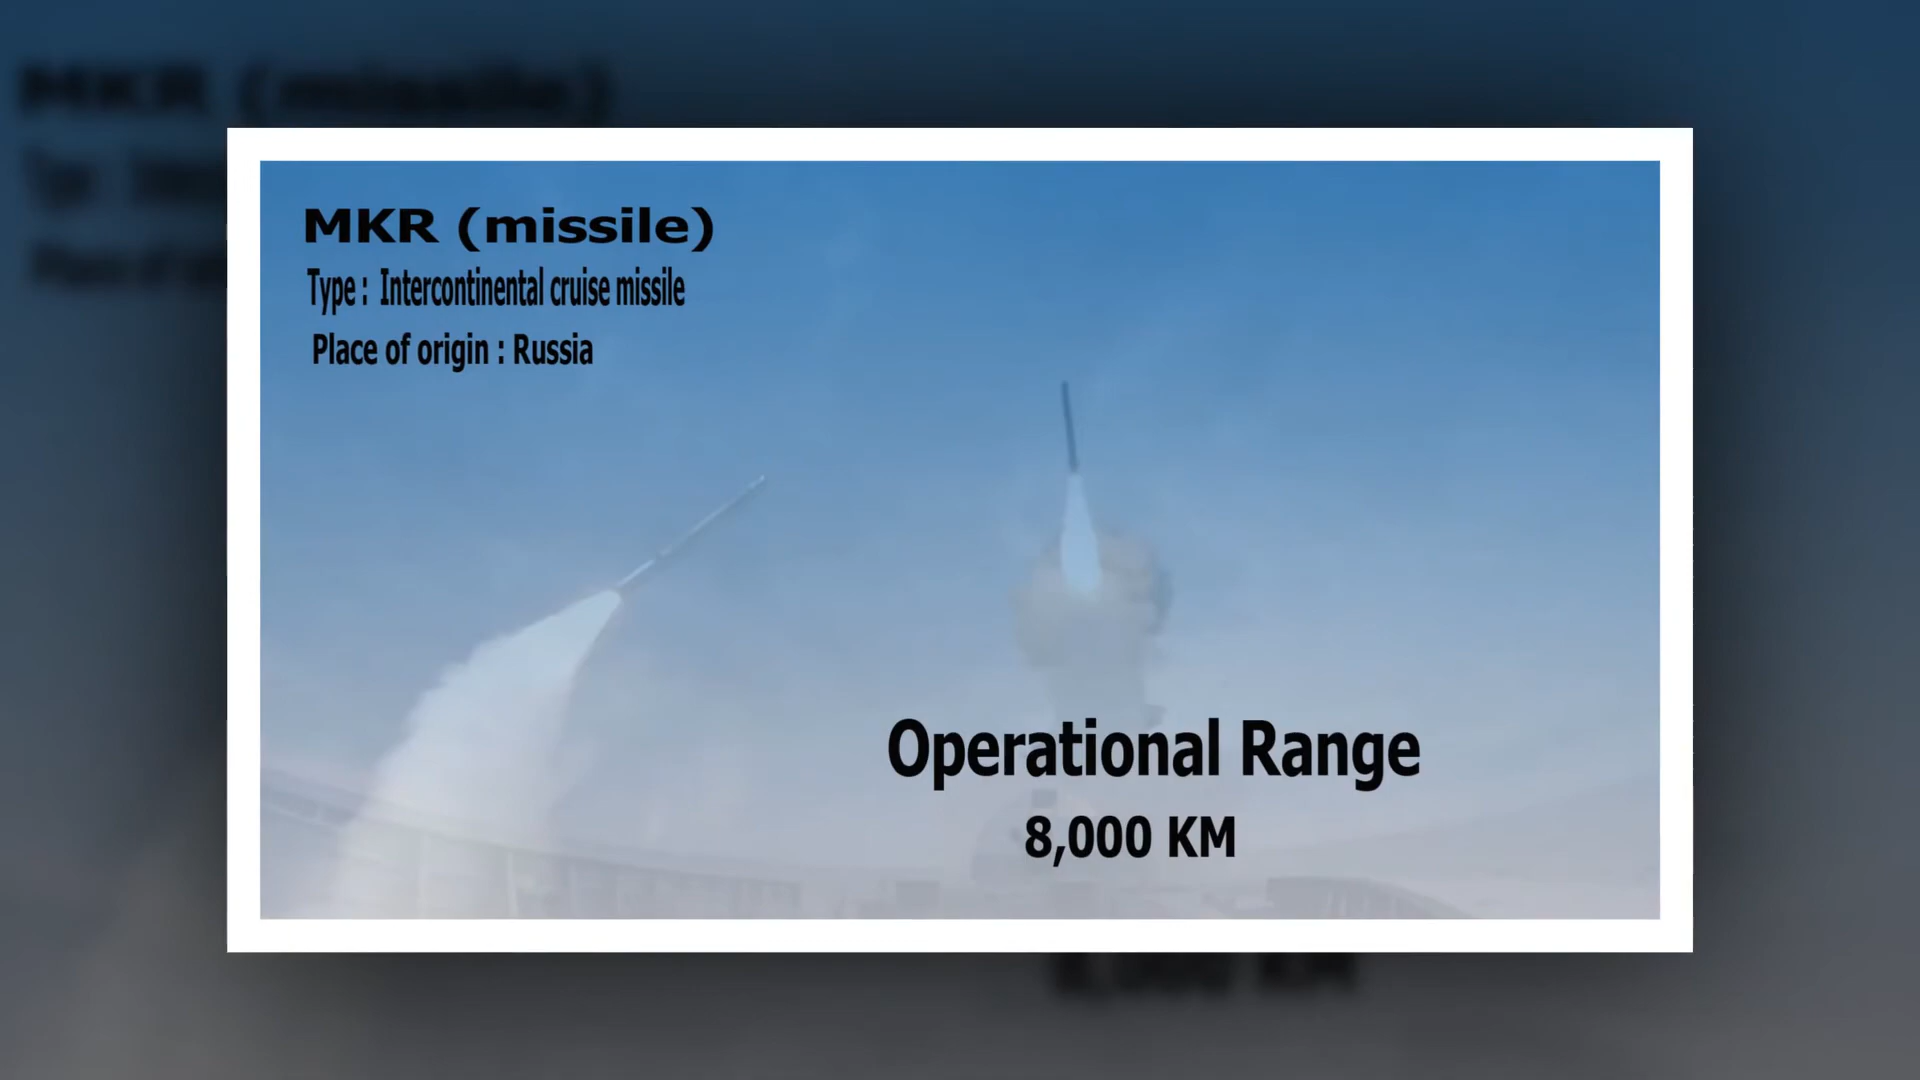 MKR (missile)
Type : Intercontinental cruise missile
Place of origin : Russia
Operational Range
8,000 KM